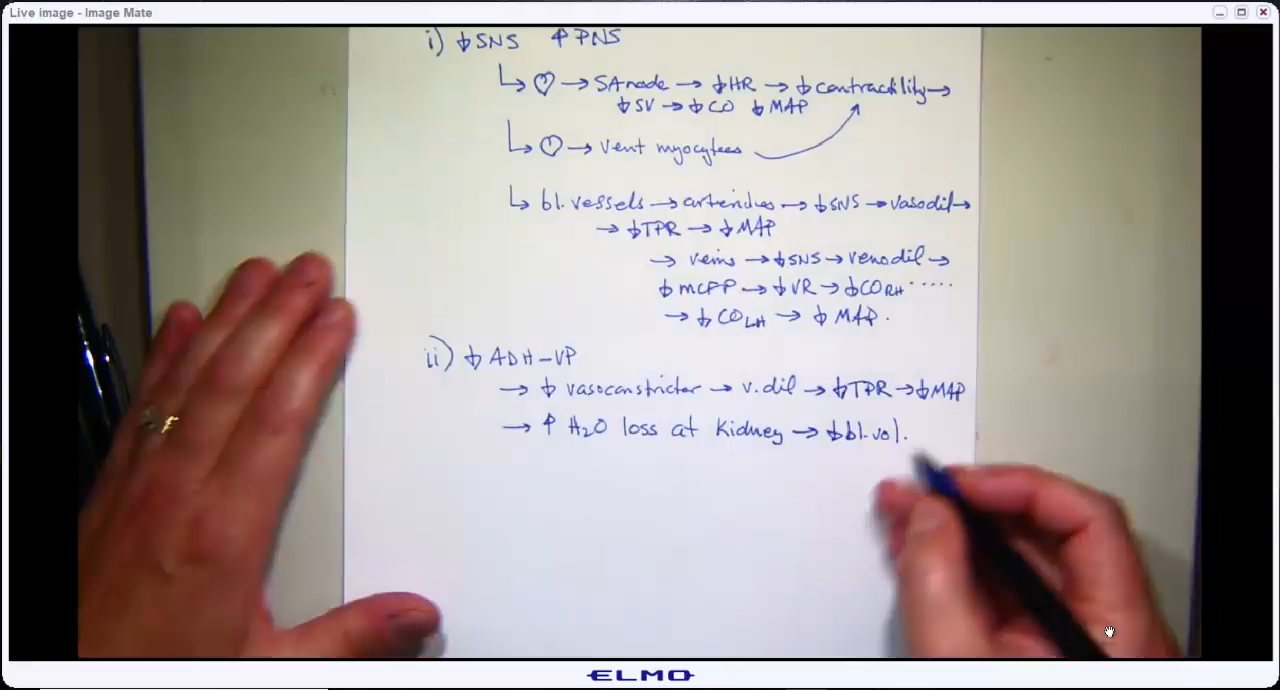 Live image - Image Mate
i) ↓SNS ↑PNS
↳ ♡ → SA node → ↓HR → ↓contractility →
↓SV → ↓CO ↓MAP
↳ ♡ → vent myocytes
↳ bl. vessels → arterioles → ↓SNS → vasodil →
→ ↓TPR → ↓MAP
→ veins → ↓SNS → venodil →
↓MCFP → ↓VR → ↓CO RH .....
→ ↓CO LH → ↓MAP.
ii) ↓ADH-VP
→ ↓ vasoconstrictor → v.dil → ↓TPR → ↓MAP
→ ↑ H2O loss at kidney → ↓bl.vol.
ELMO